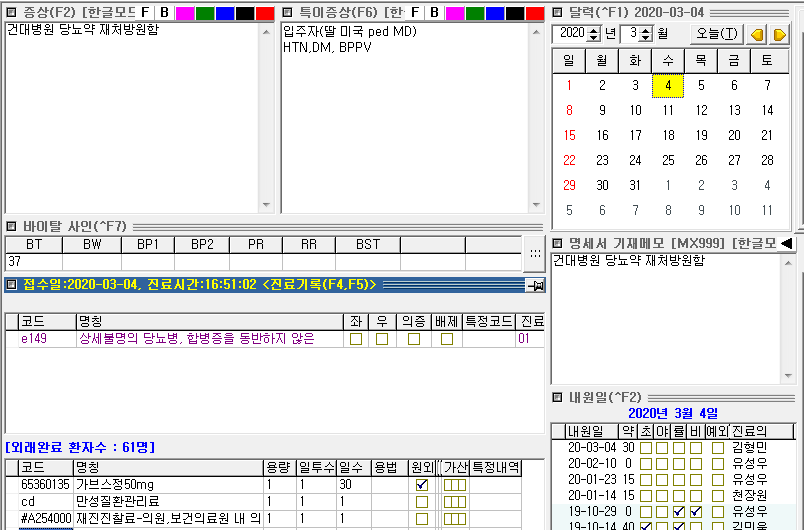 증상(F2) [한글모드 F B
건대병원 당뇨약 재처방원함
특이증상(F6) [한 F B
입주자(딸 미국 ped MD)
HTN,DM, BPPV
달력(^F1) 2020-03-04
2020 년 3 월 오늘(T)
일 월 화 수 목 금 토
1 2 3 4 5 6 7
8 9 10 11 12 13 14
15 16 17 18 19 20 21
22 23 24 25 26 27 28
29 30 31 1 2 3 4
5 6 7 8 9 10 11
바이탈 사인(^F7)
BT BW BP1 BP2 PR RR BST
37
명세서 기재메모 [MX999] [한글모
건대병원 당뇨약 재처방원함
접수일:2020-03-04, 진료시간:16:51:02 <진료기록(F4,F5)>
코드 명칭 좌 우 의증 배제 특정코드 진료
e149 상세불명의 당뇨병, 합병증을 동반하지 않은 01
[외래완료 환자수 : 61명]
코드 명칭 용량 일투수 일수 용법 원외 가산 특정내역
65360135 가브스정50mg 1 1 30
cd 만성질환관리료 1 1 1
#A254000 재진진찰료-의원,보건의료원 내 의 1 1 1
내원일(^F2)
2020년 3월 4일
내원일 약 초 야 률 비 예외 진료의
20-03-04 30 김형민
20-02-10 0 유성우
20-01-23 15 유성우
20-01-14 15 천장원
19-10-29 0 유성우
19-10-14 40